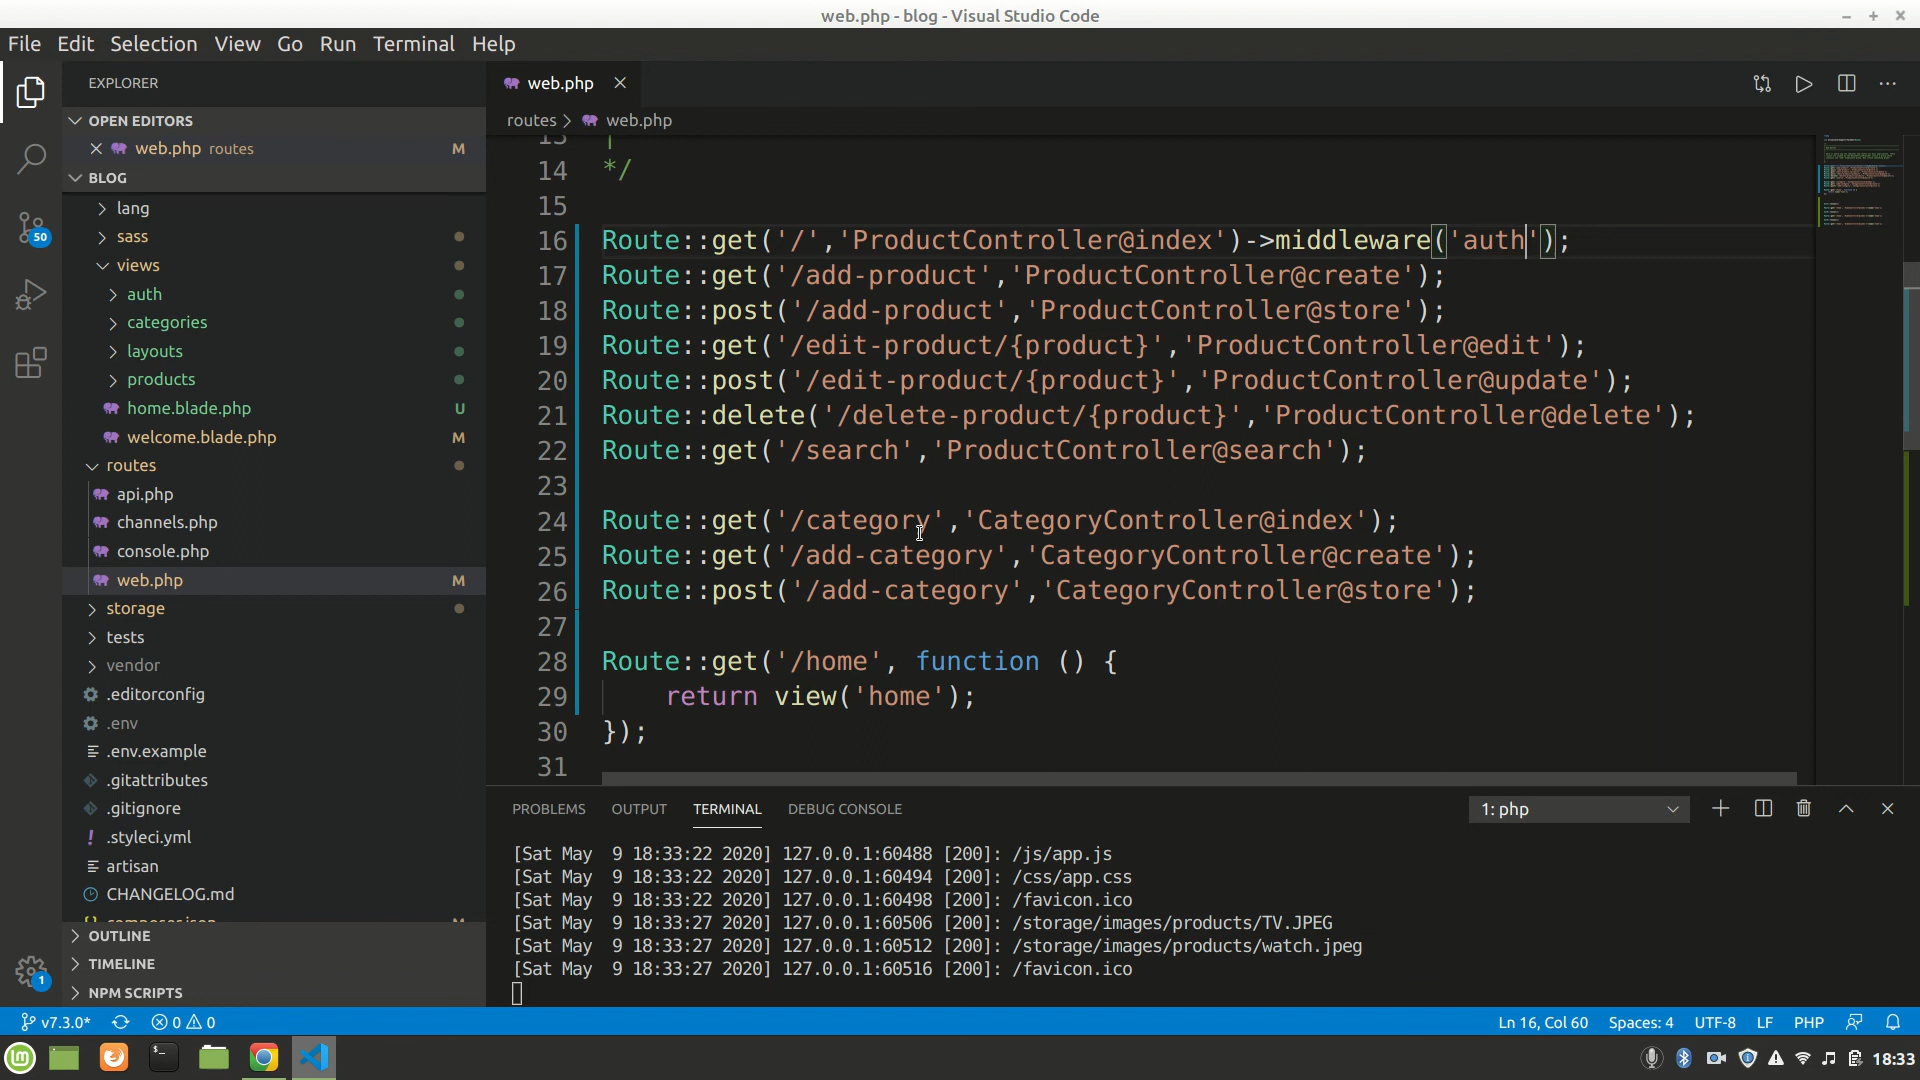 web.php - blog - Visual Studio Code
File Edit Selection View Go Run Terminal Help
EXPLORER
OPEN EDITORS
web.php routes M
BLOG
lang
sass
views
auth
categories
layouts
products
home.blade.php U
welcome.blade.php M
routes
api.php
channels.php
console.php
web.php M
storage
tests
vendor
.editorconfig
.env
.env.example
.gitattributes
.gitignore
.styleci.yml
artisan
CHANGELOG.md
OUTLINE
TIMELINE
NPM SCRIPTS
50
1
web.php
routes > web.php
13 |
14 */
15
16 Route::get('/','ProductController@index')->middleware('auth');
17 Route::get('/add-product','ProductController@create');
18 Route::post('/add-product','ProductController@store');
19 Route::get('/edit-product/{product}','ProductController@edit');
20 Route::post('/edit-product/{product}','ProductController@update');
21 Route::delete('/delete-product/{product}','ProductController@delete');
22 Route::get('/search','ProductController@search');
23
24 Route::get('/category','CategoryController@index');
25 Route::get('/add-category','CategoryController@create');
26 Route::post('/add-category','CategoryController@store');
27
28 Route::get('/home', function () {
29     return view('home');
30 });
31
PROBLEMS OUTPUT TERMINAL DEBUG CONSOLE 1: php
[Sat May  9 18:33:22 2020] 127.0.0.1:60488 [200]: /js/app.js
[Sat May  9 18:33:22 2020] 127.0.0.1:60494 [200]: /css/app.css
[Sat May  9 18:33:22 2020] 127.0.0.1:60498 [200]: /favicon.ico
[Sat May  9 18:33:27 2020] 127.0.0.1:60506 [200]: /storage/images/products/TV.JPEG
[Sat May  9 18:33:27 2020] 127.0.0.1:60512 [200]: /storage/images/products/watch.jpeg
[Sat May  9 18:33:27 2020] 127.0.0.1:60516 [200]: /favicon.ico
v7.3.0* 0 0 Ln 16, Col 60 Spaces: 4 UTF-8 LF PHP
18:33